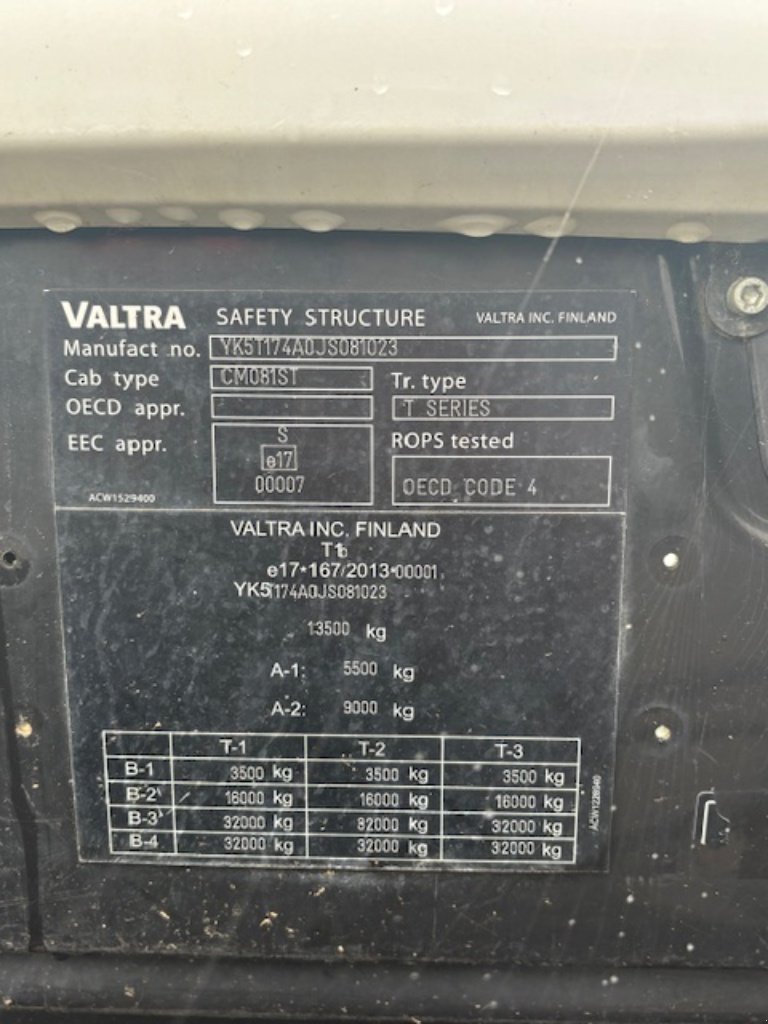 VALTRA SAFETY STRUCTURE VALTRA INC. FINLAND
Manufact no. YK5T174A0JS081023
Cab type CM081ST Tr. type
OECD appr. T SERIES
EEC appr. S ROPS tested
e17
00007 OECD CODE 4
ACW1529400
VALTRA INC. FINLAND
T1b
e17*167/2013*00001
YK5T174A0JS081023
13500 kg
A-1: 5500 kg
A-2: 9000 kg
T-1 T-2 T-3
B-1 3500 kg 3500 kg 3500 kg
B-2 16000 kg 16000 kg 16000 kg
B-3 32000 kg 32000 kg 32000 kg
B-4 32000 kg 32000 kg 32000 kg